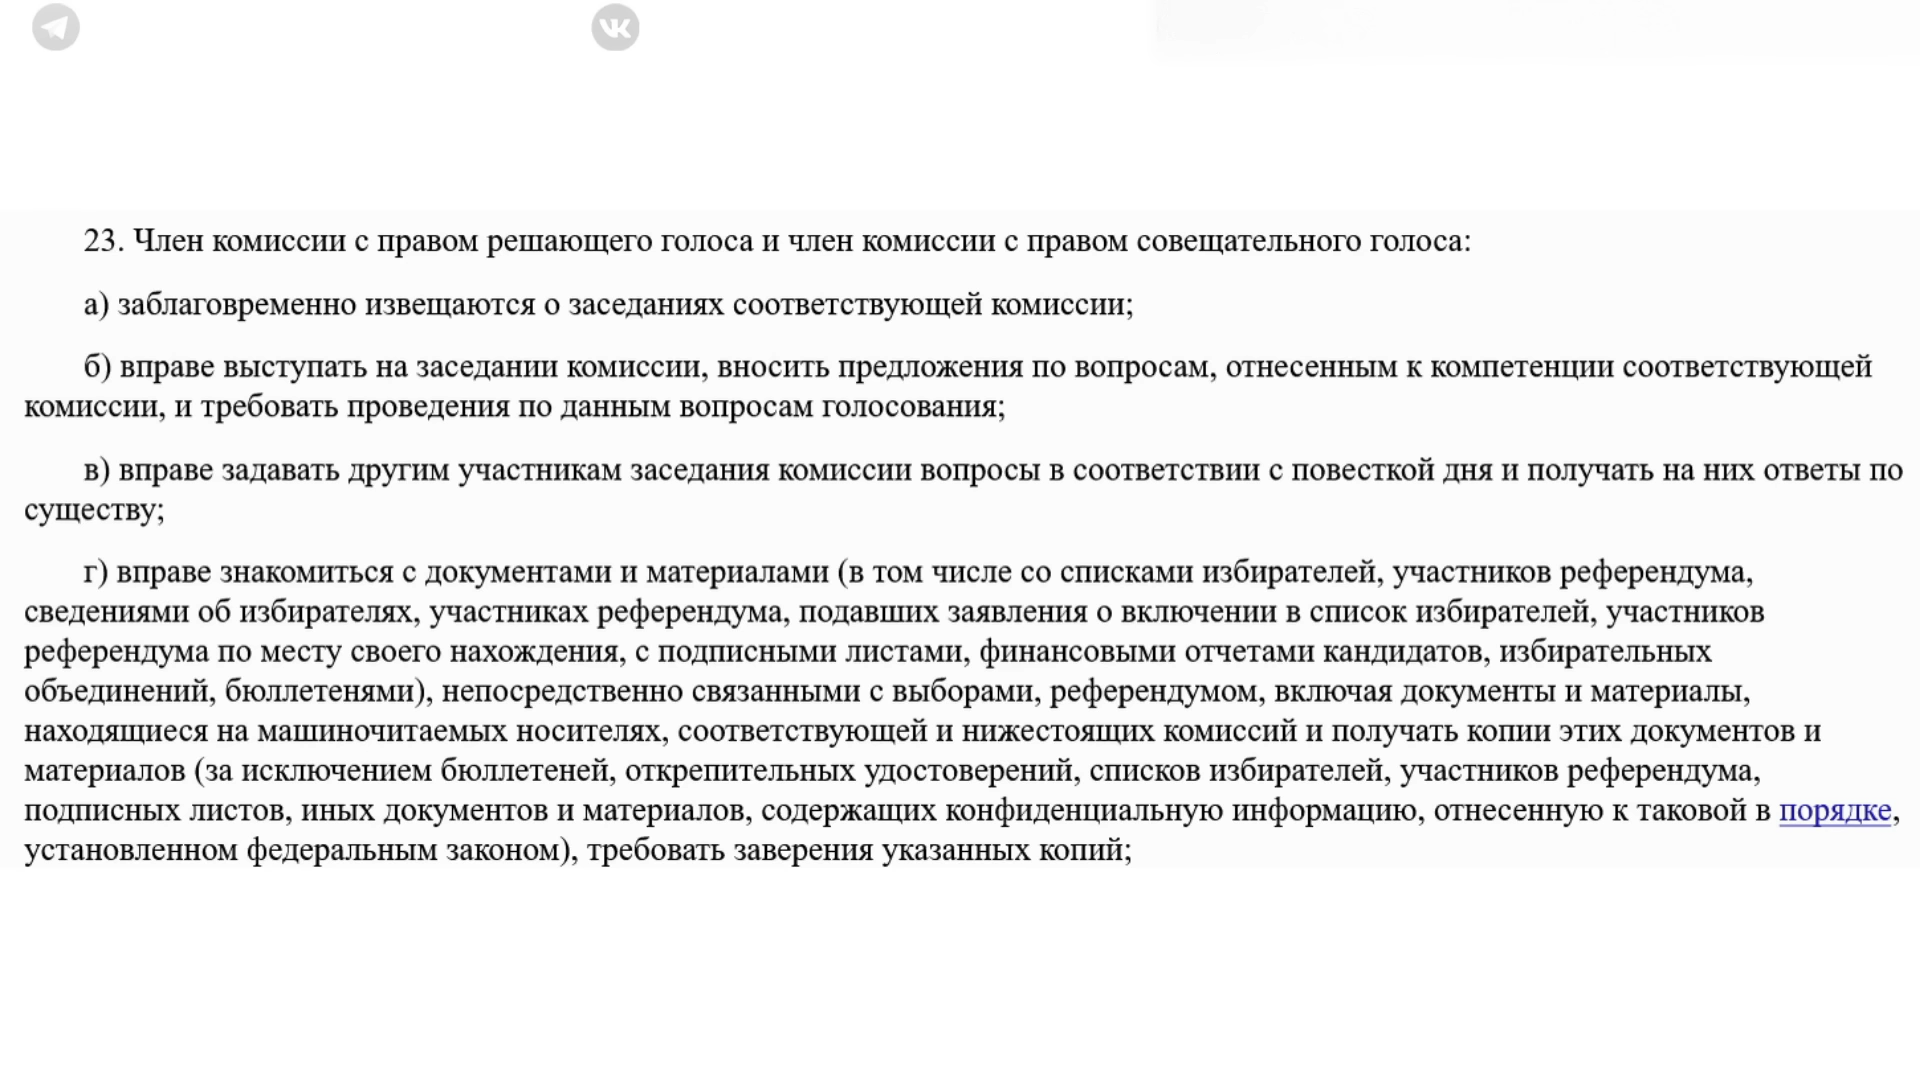 23. Член комиссии с правом решающего голоса и член комиссии с правом совещательного голоса:
а) заблаговременно извещаются о заседаниях соответствующей комиссии;
б) вправе выступать на заседании комиссии, вносить предложения по вопросам, отнесенным к компетенции соответствующей
комиссии, и требовать проведения по данным вопросам голосования;
в) вправе задавать другим участникам заседания комиссии вопросы в соответствии с повесткой дня и получать на них ответы по
существу;
г) вправе знакомиться с документами и материалами (в том числе со списками избирателей, участников референдума,
сведениями об избирателях, участниках референдума, подавших заявления о включении в список избирателей, участников
референдума по месту своего нахождения, с подписными листами, финансовыми отчетами кандидатов, избирательных
объединений, бюллетенями), непосредственно связанными с выборами, референдумом, включая документы и материалы,
находящиеся на машиночитаемых носителях, соответствующей и нижестоящих комиссий и получать копии этих документов и
материалов (за исключением бюллетеней, открепительных удостоверений, списков избирателей, участников референдума,
подписных листов, иных документов и материалов, содержащих конфиденциальную информацию, отнесенную к таковой в порядке,
установленном федеральным законом), требовать заверения указанных копий;